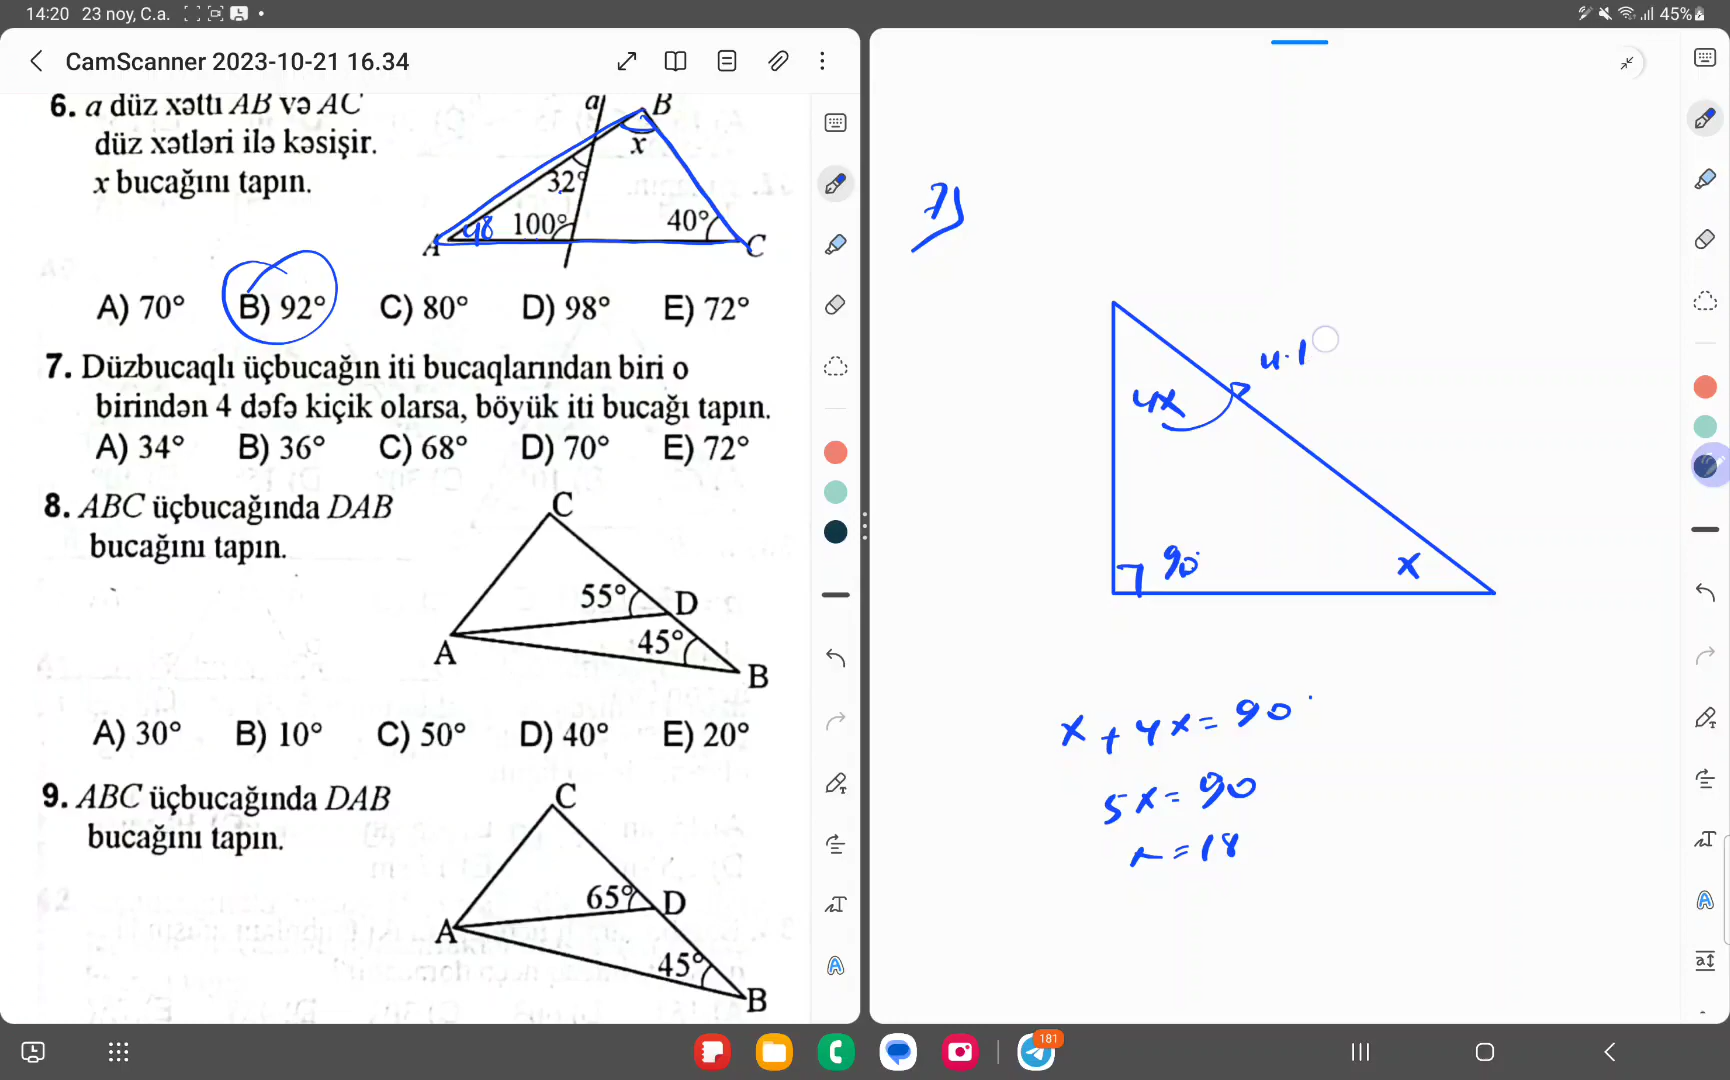 14:20 23 noy, C.a.
45%
CamScanner 2023-10-21 16.34
6. a düz xəttı AB və AC
düz xətləri ilə kəsişir.
x bucağını tapın.
a
B
x
32°
98
100°
40°
A
C
A) 70° B) 92° C) 80° D) 98° E) 72°
7. Düzbucaqlı üçbucağın iti bucaqlarından biri o
birindən 4 dəfə kiçik olarsa, böyük iti bucağı tapın.
A) 34° B) 36° C) 68° D) 70° E) 72°
8. ABC üçbucağında DAB
bucağını tapın.
C
55°
D
45°
A
B
A) 30° B) 10° C) 50° D) 40° E) 20°
9. ABC üçbucağında DAB
bucağını tapın.
C
65°
D
A
45°
B
7)
4·1
4x
90°
x
x + 4x = 90°
5x = 90
x = 18
181